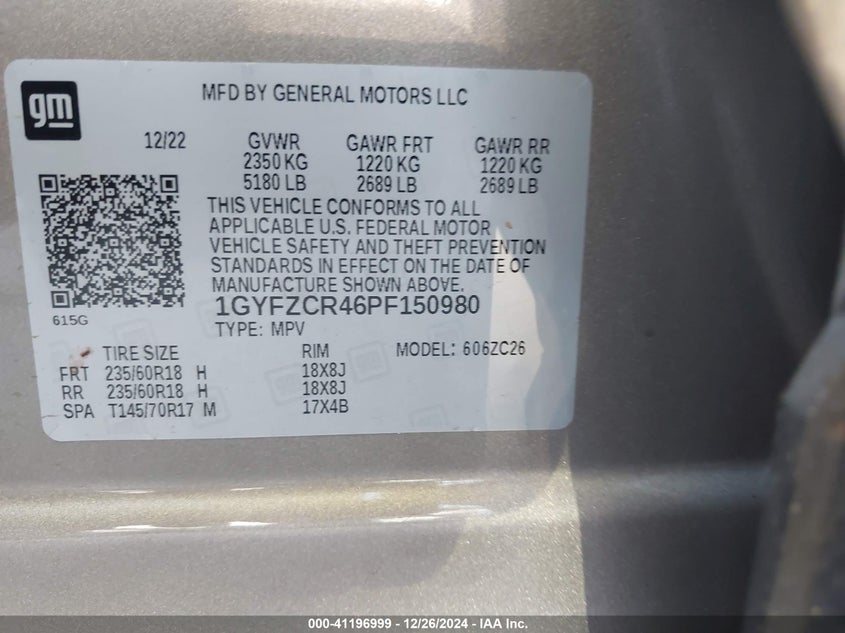 gm
MFD BY GENERAL MOTORS LLC
12/22 GVWR GAWR FRT GAWR RR
2350 KG 1220 KG 1220 KG
5180 LB 2689 LB 2689 LB
THIS VEHICLE CONFORMS TO ALL
APPLICABLE U.S. FEDERAL MOTOR
VEHICLE SAFETY AND THEFT PREVENTION
STANDARDS IN EFFECT ON THE DATE OF
MANUFACTURE SHOWN ABOVE.
1GYFZCR46PF150980
615G
TYPE: MPV
TIRE SIZE RIM MODEL: 606ZC26
FRT 235/60R18 H 18X8J
RR 235/60R18 H 18X8J
SPA T145/70R17 M 17X4B
000-41196999 - 12/26/2024 - IAA Inc.